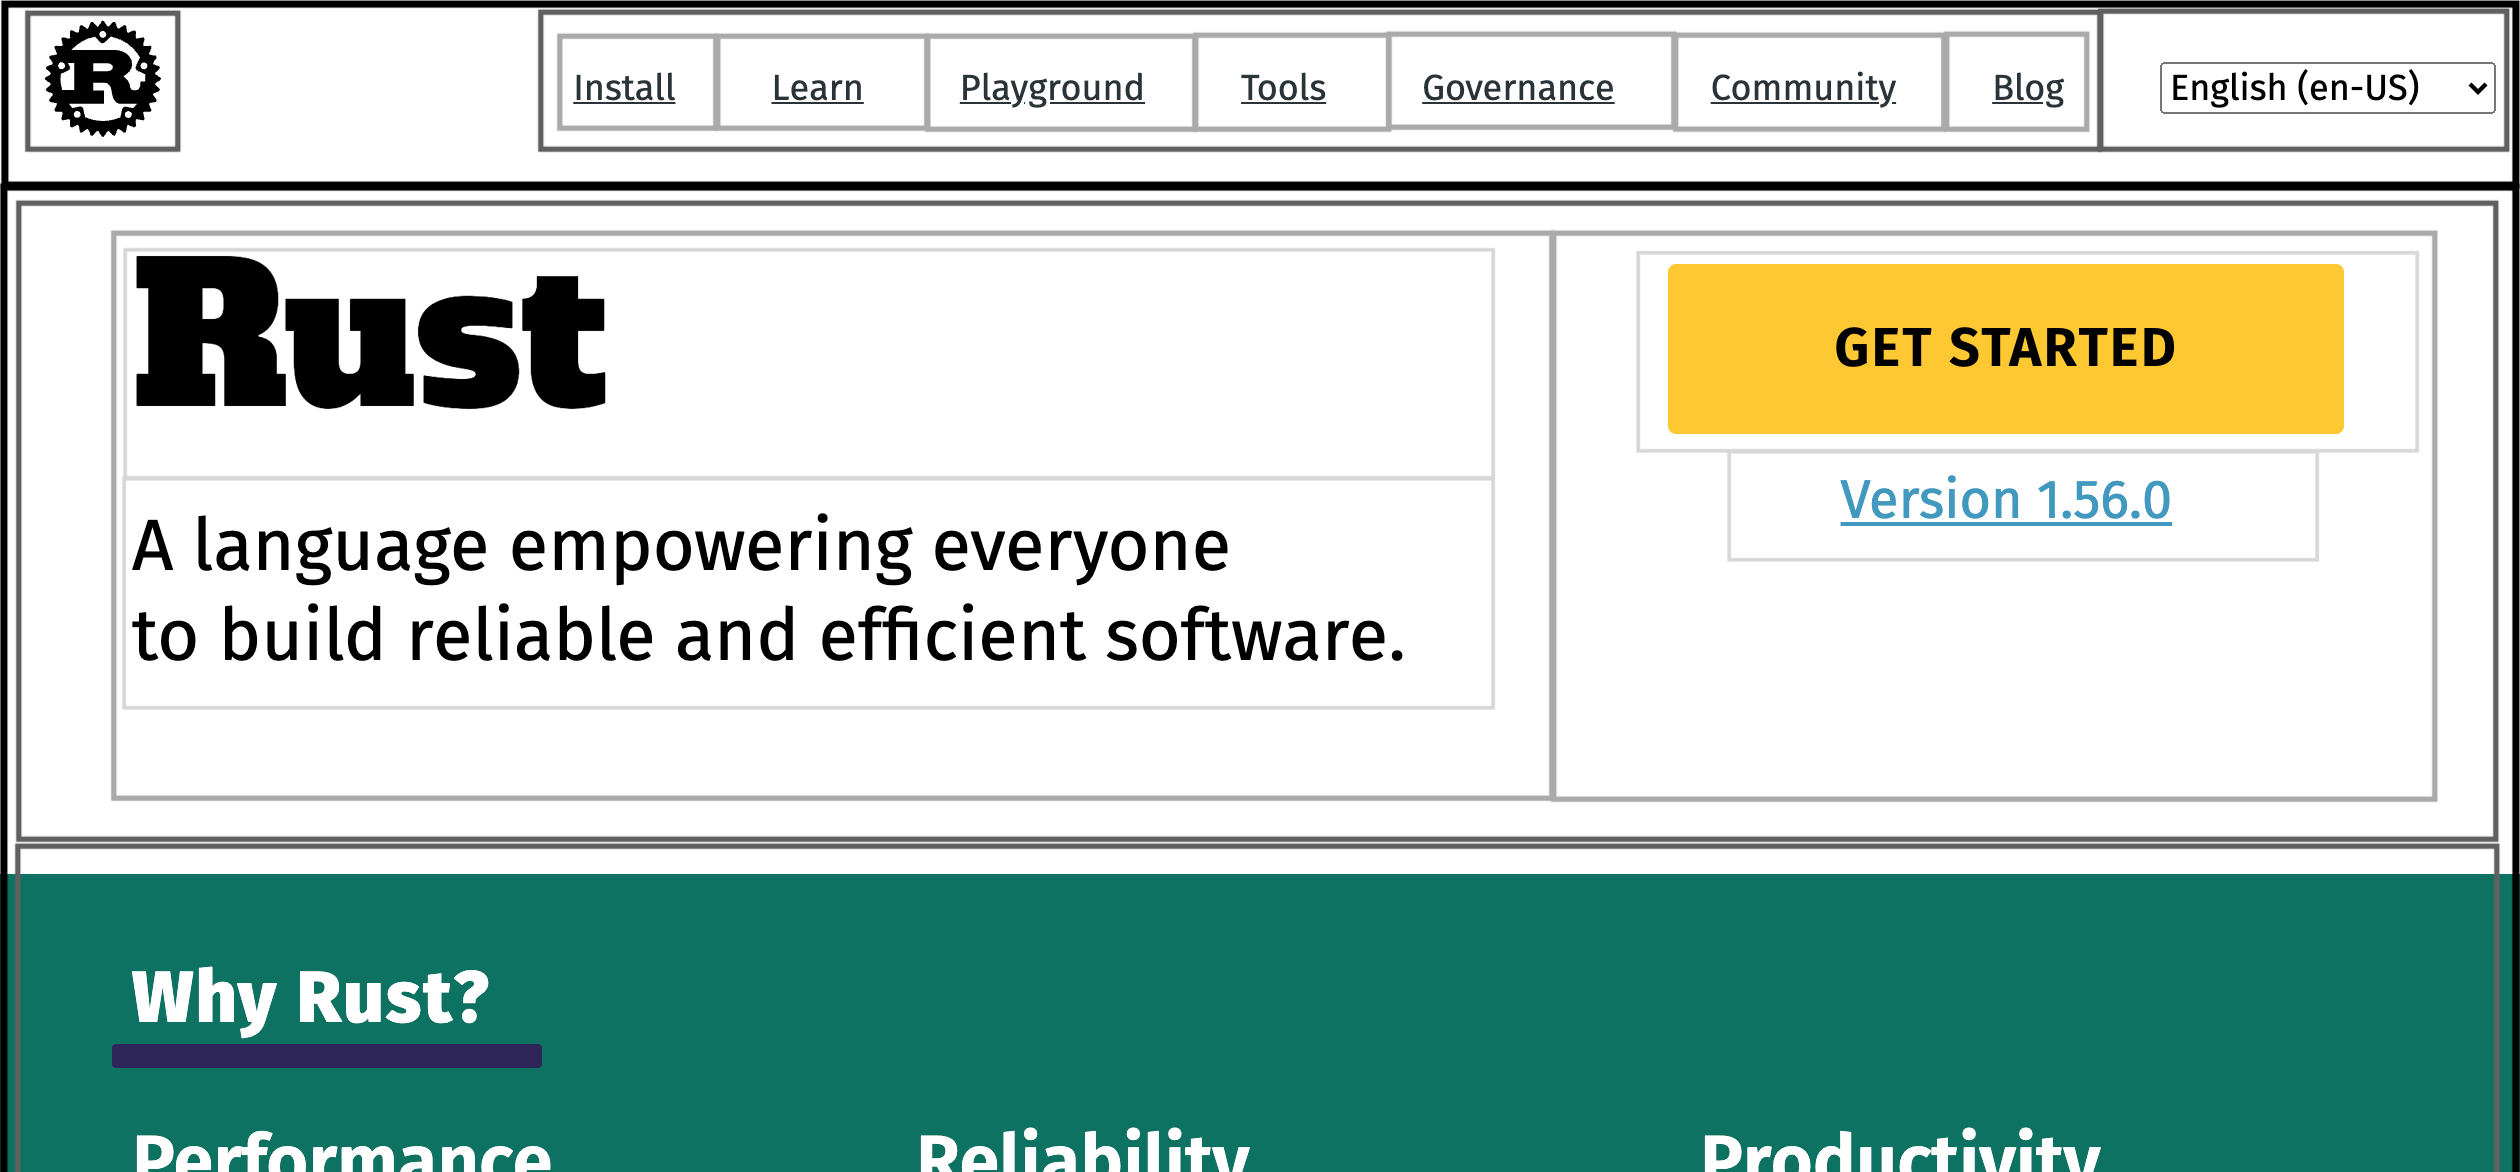 R
Install Learn Playground Tools Governance Community Blog English (en-US)
Rust
GET STARTED
Version 1.56.0
A language empowering everyone
to build reliable and efficient software.
Why Rust?
Performance Reliability Productivity